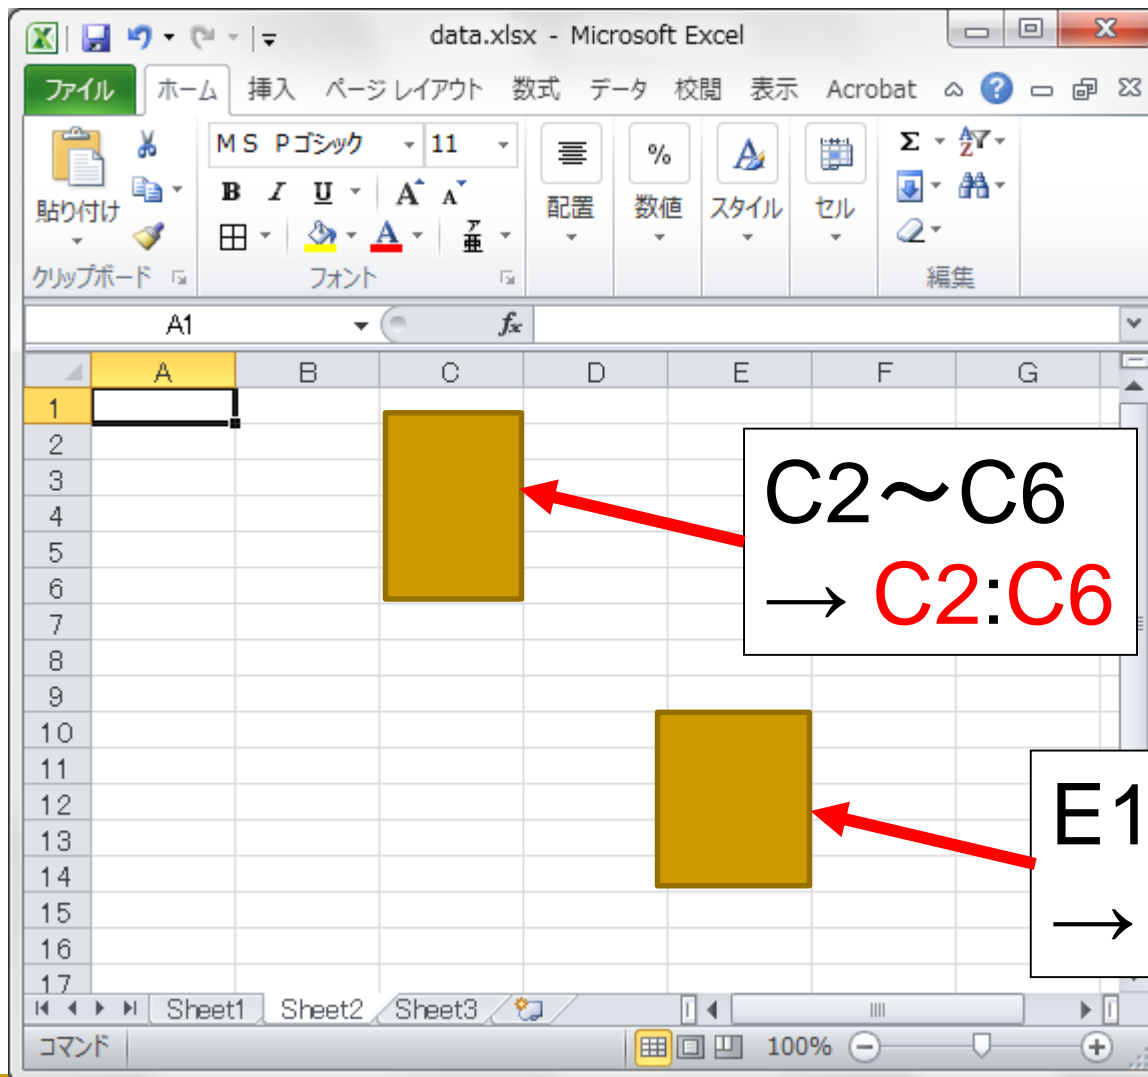 data.xlsx - Microsoft Excel
ファイル ホーム 挿入 ページ レイアウト 数式 データ 校閲 表示 Acrobat
貼り付け
クリップボード
ＭＳ Ｐゴシック 11
B I U A A
A ア亜
フォント
配置
%
数値
スタイル
セル
Σ
編集
A1 fx
A B C D E F G
1
2
3
4
5
6
7
8
9
10
11
12
13
14
15
16
17
C2～C6
→ C2:C6
E1
→
Sheet1 Sheet2 Sheet3
コマンド 100%